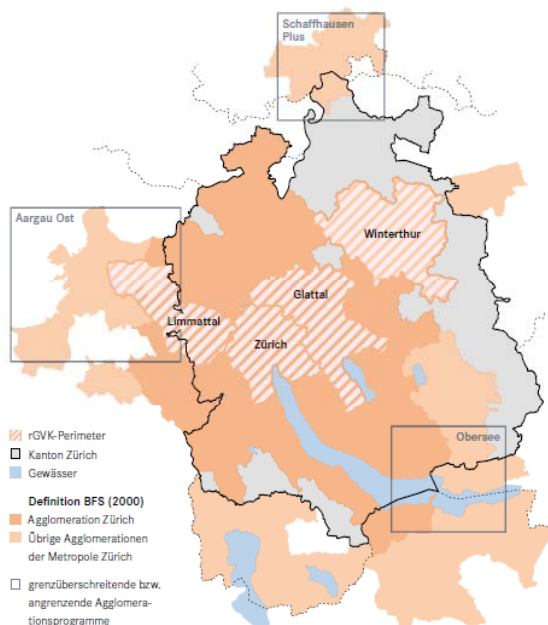 Schaffhausen
Plus
Aargau Ost
Winterthur
Glattal
Limmattal
Zürich
Obersee
rGVK-Perimeter
Kanton Zürich
Gewässer
Definition BFS (2000)
Agglomeration Zürich
Übrige Agglomerationen
der Metropole Zürich
grenzüberschreitende bzw.
angrenzende Agglomera-
tionsprogramme